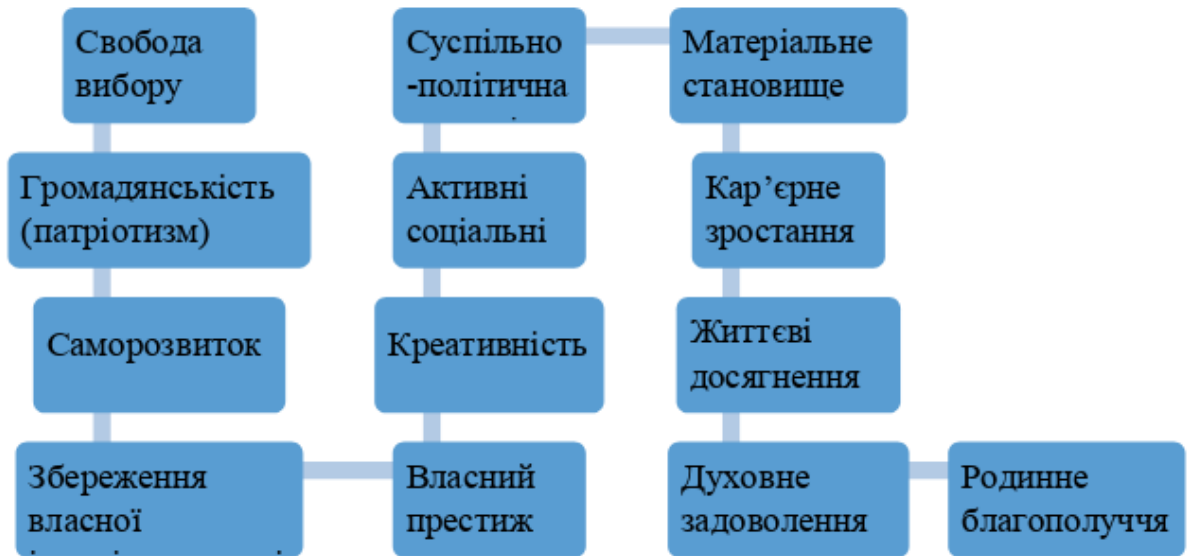 Свобода
вибору
Громадянськість
(патріотизм)
Саморозвиток
Збереження
власної
Власний
престиж
Креативність
Активні
соціальні
Суспільно
-політична
Матеріальне
становище
Кар’єрне
зростання
Життєві
досягнення
Духовне
задоволення
Родинне
благополуччя